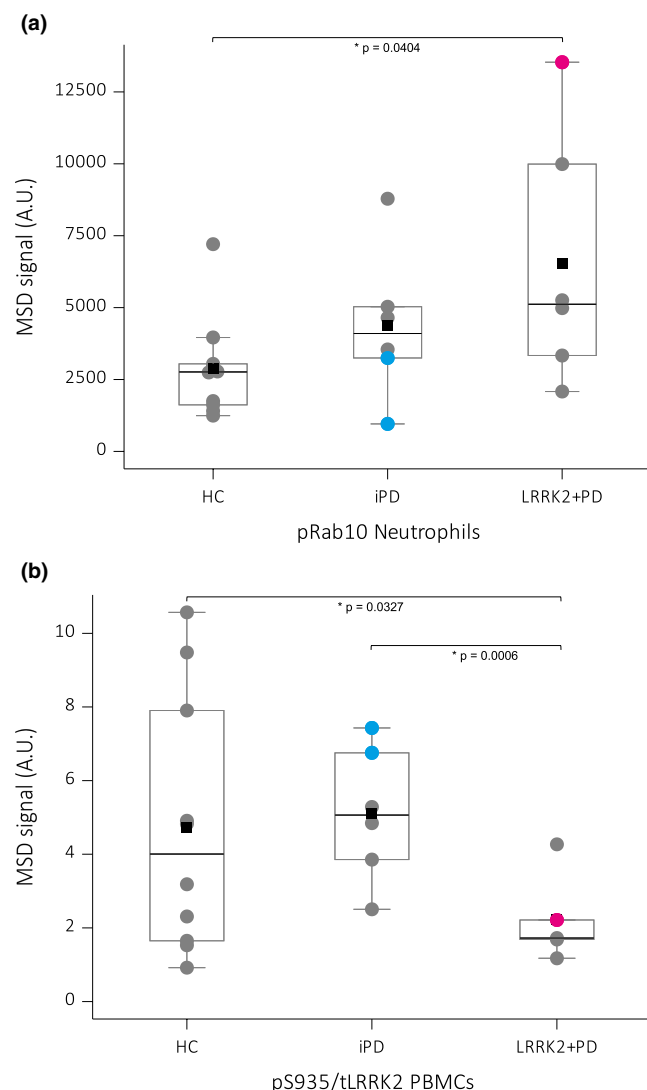 (a)
* p = 0.0404
12500
10000
7500
5000
2500
0
MSD signal (A.U.)
HC iPD LRRK2+PD
pRab10 Neutrophils
(b)
* p = 0.0327
* p = 0.0006
10
8
6
4
2
0
MSD signal (A.U.)
HC iPD LRRK2+PD
pS935/tLRRK2 PBMCs